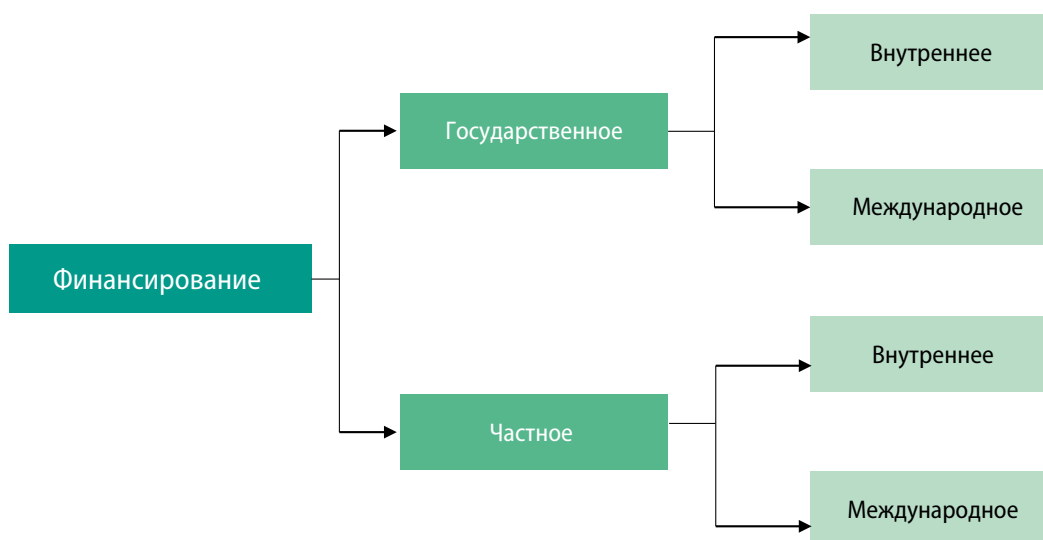 Финансирование
Государственное
Внутреннее
Международное
Частное
Внутреннее
Международное